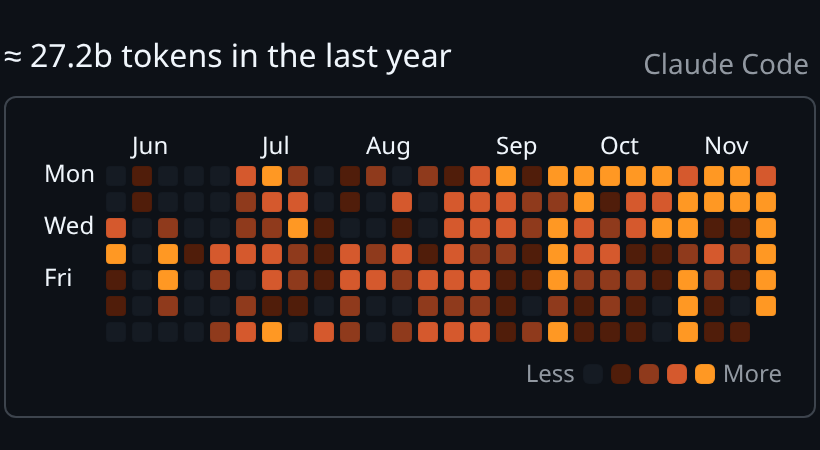 ≈ 27.2b tokens in the last year
Claude Code
Jun Jul Aug Sep Oct Nov
Mon
Wed
Fri
Less More